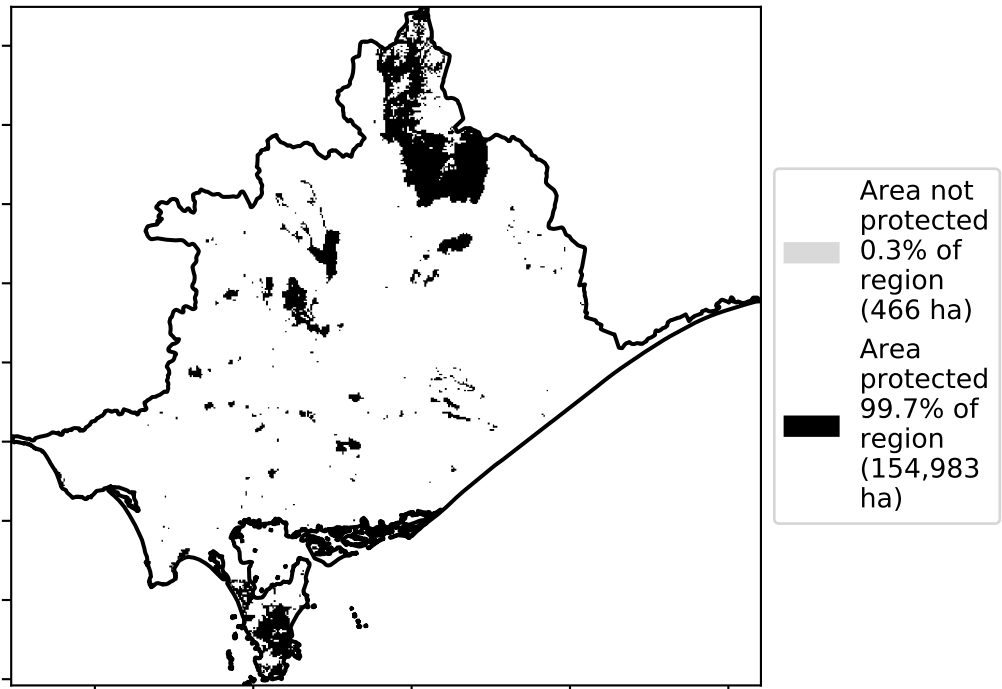 Area not
protected
0.3% of
region
(466 ha)
Area
protected
99.7% of
region
(154,983
ha)